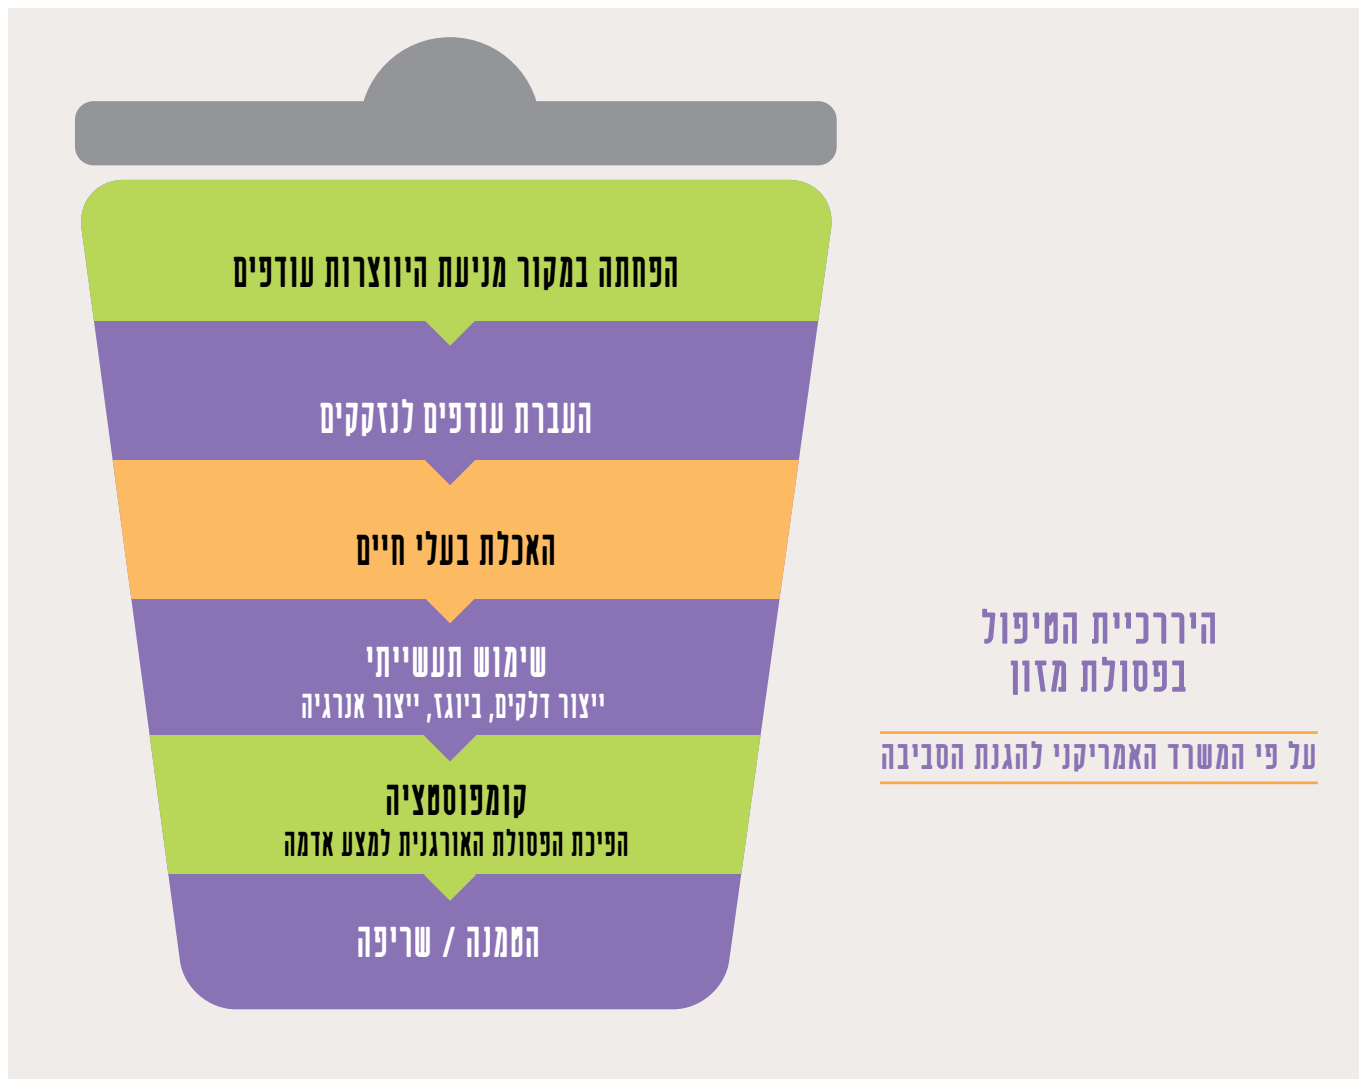 הפחתה במקור מניעת היווצרות עודפים
העברת עודפים לנזקקים
האכלת בעלי חיים
שימוש תעשייתי
ייצור דלקים, ביוגז, ייצור אנרגיה
קומפוסטציה
הפיכת הפסולת האורגנית למצע אדמה
הטמנה / שריפה
היררכיית הטיפול
בפסולת מזון
על פי המשרד האמריקני להגנת הסביבה